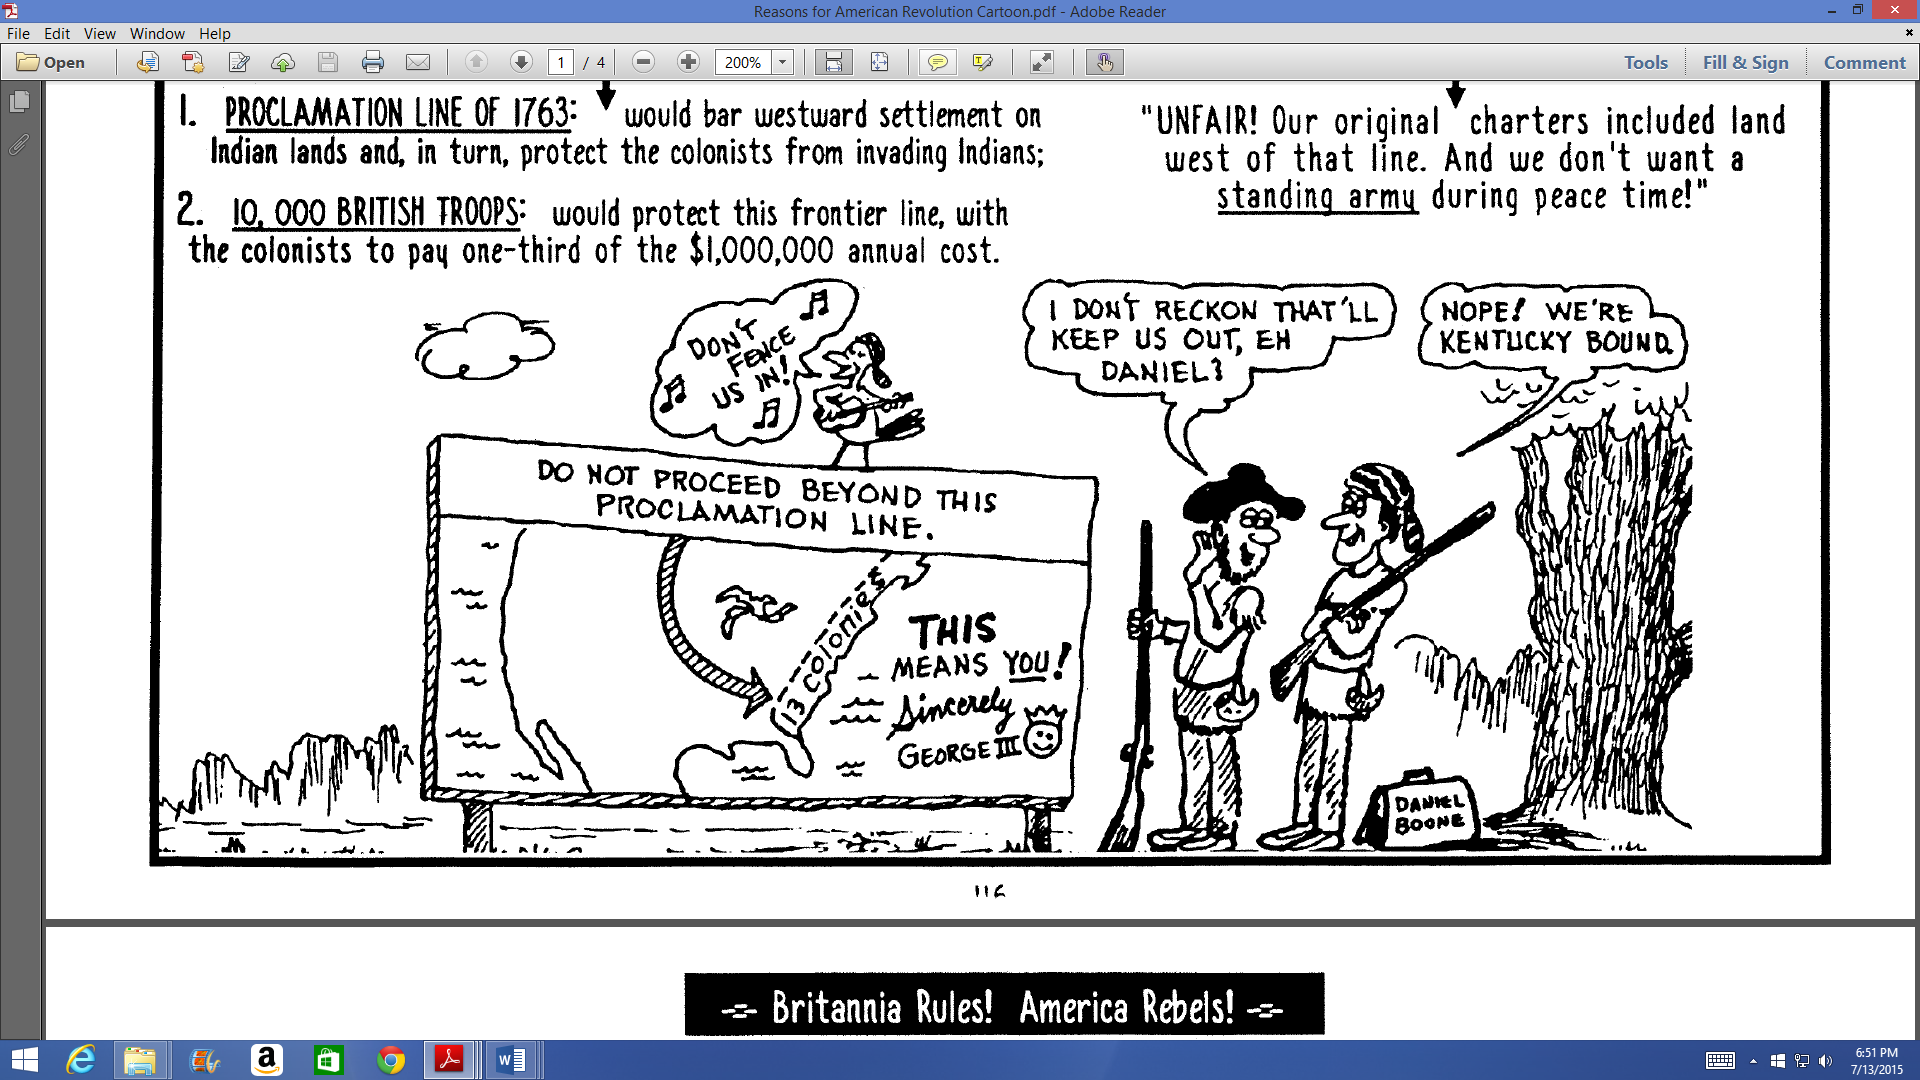 Reasons for American Revolution Cartoon.pdf - Adobe Reader
File Edit View Window Help
Open 1 / 4 200% Tools Fill & Sign Comment
1. PROCLAMATION LINE OF 1763: would bar westward settlement on
Indian lands and, in turn, protect the colonists from invading Indians;
2. 10,000 BRITISH TROOPS: would protect this frontier line, with
the colonists to pay one-third of the $1,000,000 annual cost.
"UNFAIR! Our original charters included land
west of that line. And we don't want a
standing army during peace time!"
DON'T
FENCE
US IN!
I DON'T RECKON THAT'LL
KEEP US OUT, EH
DANIEL?
NOPE! WE'RE
KENTUCKY BOUND.
DO NOT PROCEED BEYOND THIS
PROCLAMATION LINE.
13 colonies
THIS
MEANS YOU!
Sincerely
GEORGE III
DANIEL
BOONE
Britannia Rules! America Rebels!
6:51 PM
7/13/2015